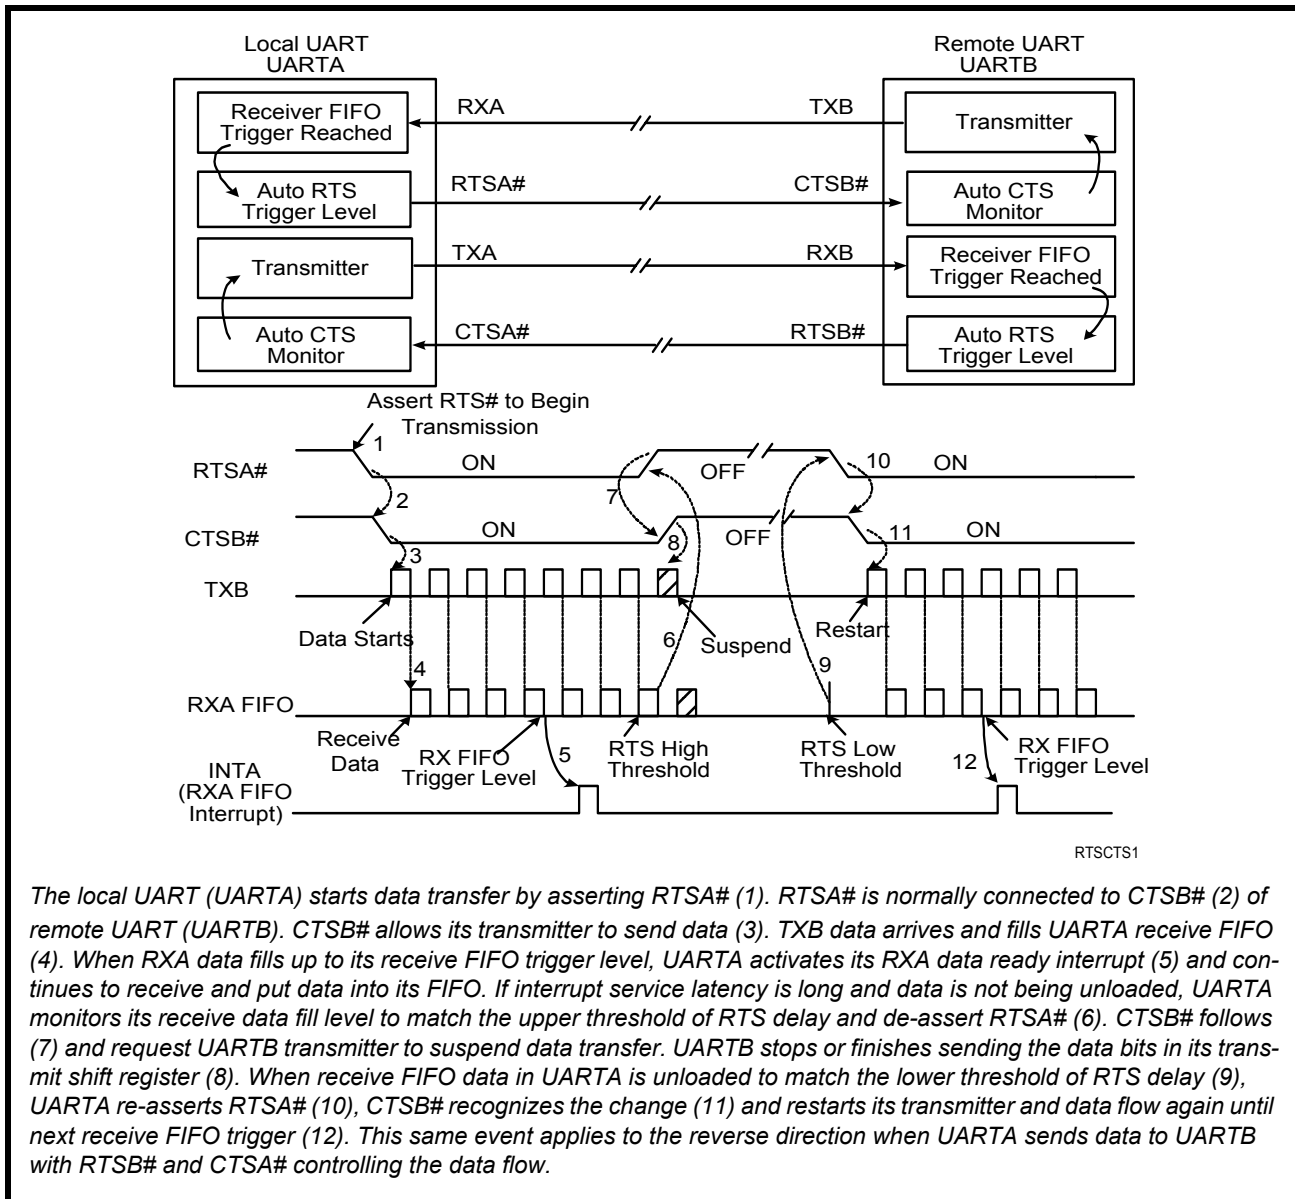 Local UART
UARTA
Remote UART
UARTB
Receiver FIFO
Trigger Reached
RXA
TXB
Transmitter
Auto RTS
Trigger Level
RTSA#
CTSB#
Auto CTS
Monitor
Transmitter
TXA
RXB
Receiver FIFO
Trigger Reached
Auto CTS
Monitor
CTSA#
RTSB#
Auto RTS
Trigger Level
Assert RTS# to Begin
Transmission
RTSA#
1
ON
OFF
10
ON
2
7
CTSB#
ON
OFF
11
ON
3
8
TXB
Data Starts
6
Suspend
Restart
4
9
RXA FIFO
Receive
Data
RX FIFO
Trigger Level
5
RTS High
Threshold
RTS Low
Threshold
12
RX FIFO
Trigger Level
INTA
(RXA FIFO
Interrupt)
RTSCTS1
The local UART (UARTA) starts data transfer by asserting RTSA# (1). RTSA# is normally connected to CTSB# (2) of
remote UART (UARTB). CTSB# allows its transmitter to send data (3). TXB data arrives and fills UARTA receive FIFO
(4). When RXA data fills up to its receive FIFO trigger level, UARTA activates its RXA data ready interrupt (5) and con-
tinues to receive and put data into its FIFO. If interrupt service latency is long and data is not being unloaded, UARTA
monitors its receive data fill level to match the upper threshold of RTS delay and de-assert RTSA# (6). CTSB# follows
(7) and request UARTB transmitter to suspend data transfer. UARTB stops or finishes sending the data bits in its trans-
mit shift register (8). When receive FIFO data in UARTA is unloaded to match the lower threshold of RTS delay (9),
UARTA re-asserts RTSA# (10), CTSB# recognizes the change (11) and restarts its transmitter and data flow again until
next receive FIFO trigger (12). This same event applies to the reverse direction when UARTA sends data to UARTB
with RTSB# and CTSA# controlling the data flow.